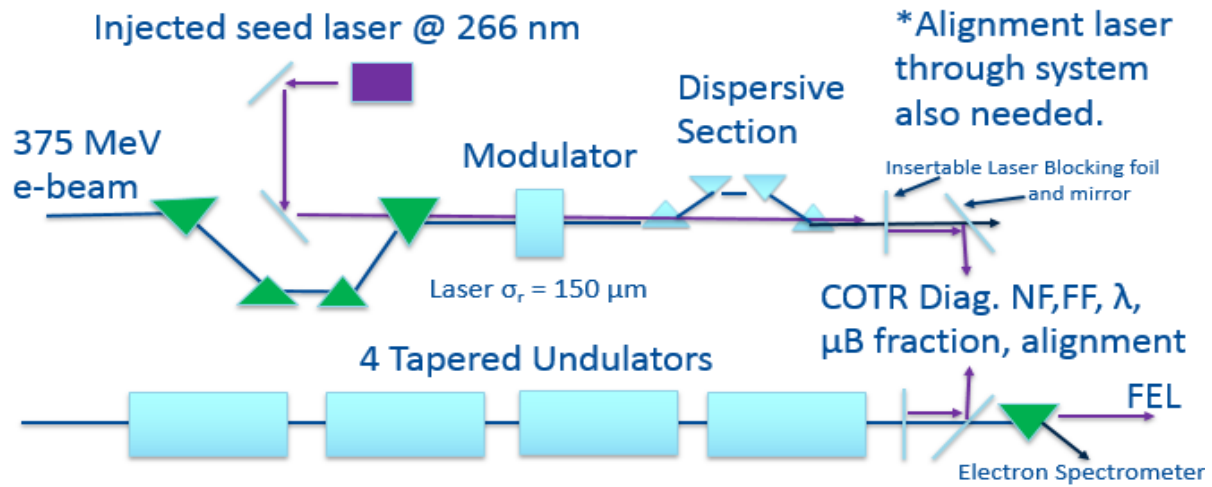 Injected seed laser @ 266 nm
*Alignment laser
through system
also needed.
Dispersive
Section
375 MeV
e-beam
Modulator
Insertable Laser Blocking foil
and mirror
Laser σr = 150 μm
COTR Diag. NF,FF, λ,
μB fraction, alignment
4 Tapered Undulators
FEL
Electron Spectrometer